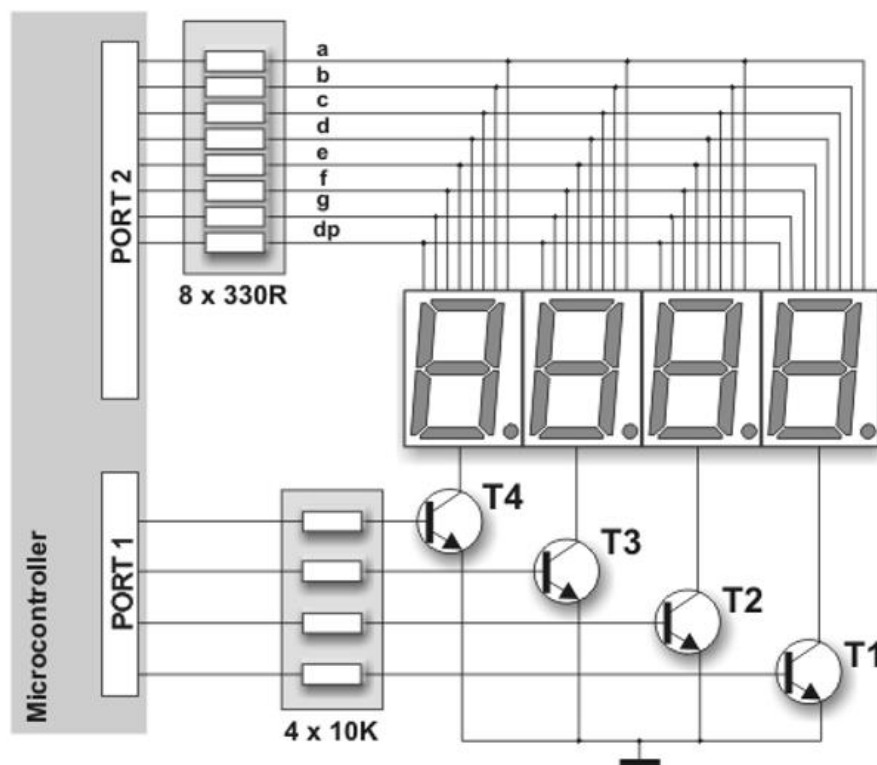 a
b
c
d
e
f
g
dp
PORT 2
8 x 330R
Microcontroller
PORT 1
T4
T3
T2
T1
4 x 10K